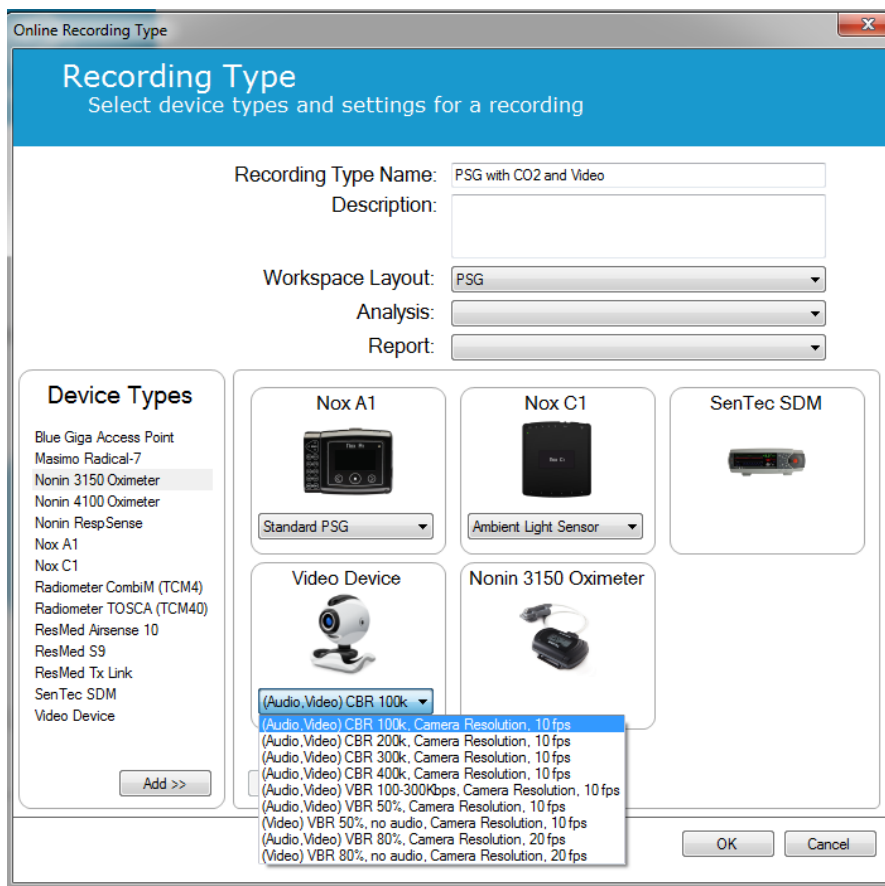 Online Recording Type
Recording Type
Select device types and settings for a recording
Recording Type Name: PSG with CO2 and Video
Description:
Workspace Layout: PSG
Analysis:
Report:
Device Types
Blue Giga Access Point
Masimo Radical-7
Nonin 3150 Oximeter
Nonin 4100 Oximeter
Nonin RespSense
Nox A1
Nox C1
Radiometer CombiM (TCM4)
Radiometer TOSCA (TCM40)
ResMed Airsense 10
ResMed S9
ResMed Tx Link
SenTec SDM
Video Device
Add >>
Nox A1
Standard PSG
Nox C1
Ambient Light Sensor
SenTec SDM
Video Device
(Audio,Video) CBR 100k
Nonin 3150 Oximeter
(Audio,Video) CBR 100k, Camera Resolution, 10 fps
(Audio,Video) CBR 200k, Camera Resolution, 10 fps
(Audio,Video) CBR 300k, Camera Resolution, 10 fps
(Audio,Video) CBR 400k, Camera Resolution, 10 fps
(Audio,Video) VBR 100-300Kbps, Camera Resolution, 10 fps
(Audio,Video) VBR 50%, Camera Resolution, 10 fps
(Video) VBR 50%, no audio, Camera Resolution, 10 fps
(Audio,Video) VBR 80%, Camera Resolution, 20 fps
(Video) VBR 80%, no audio, Camera Resolution, 20 fps
OK
Cancel